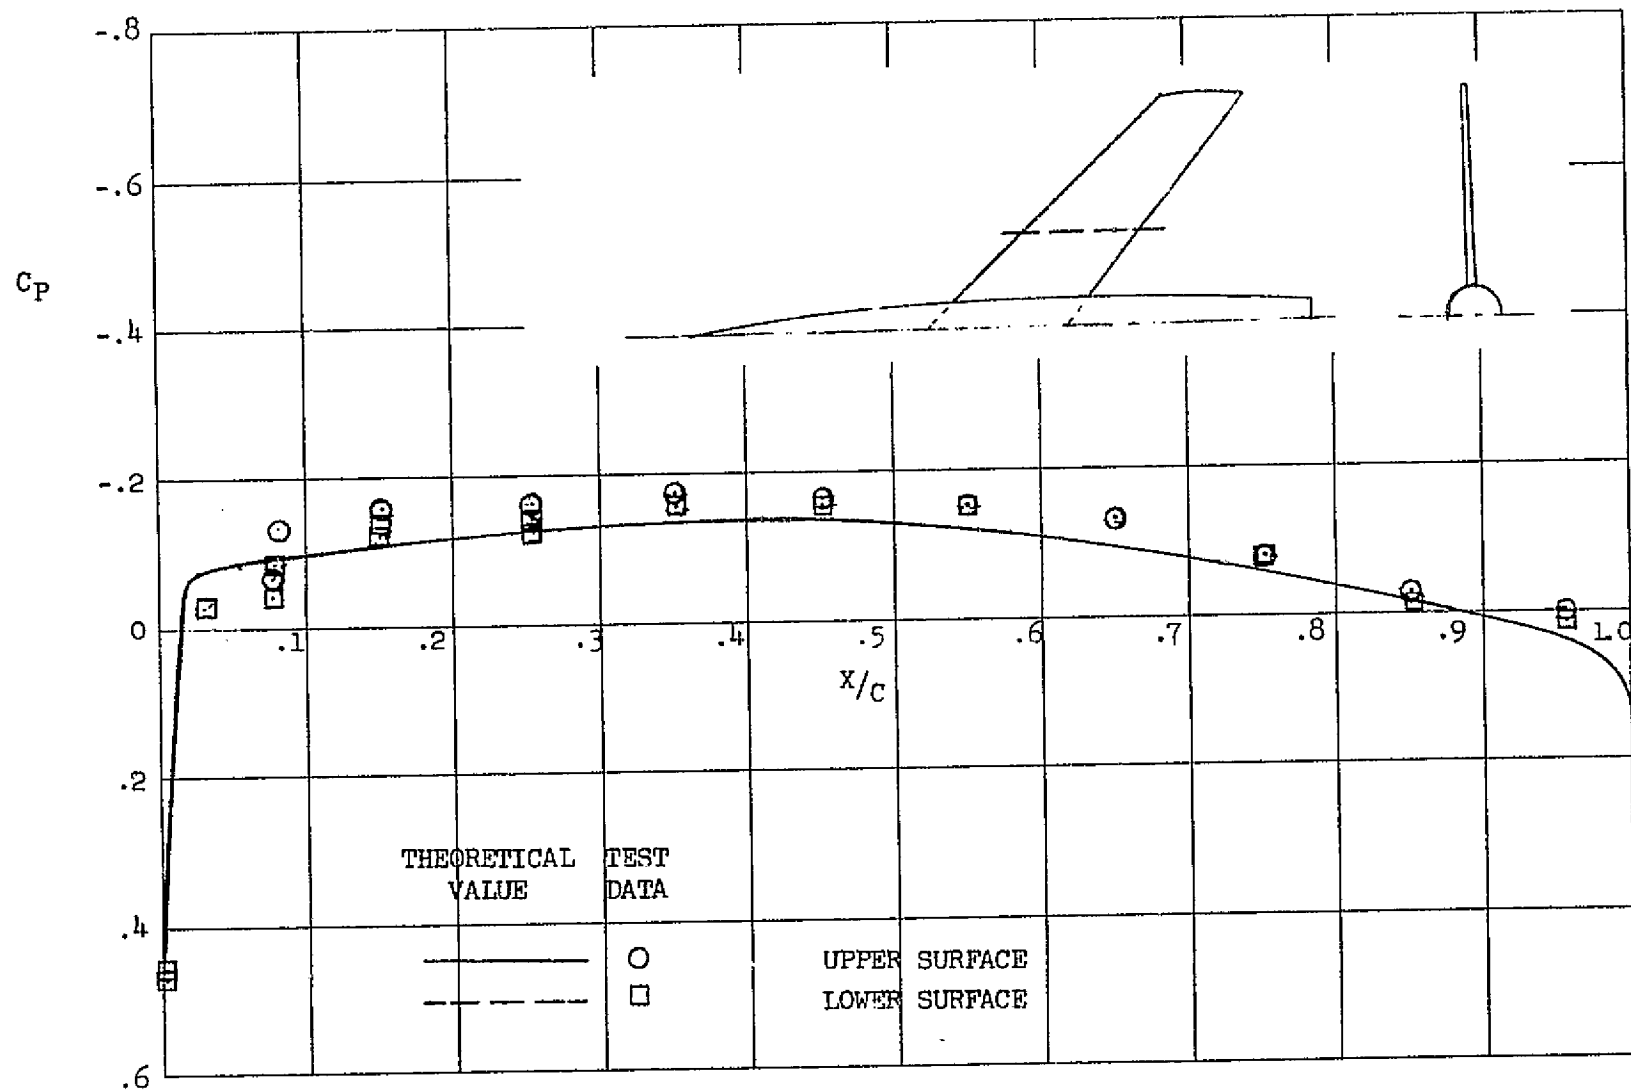 -.8
-.6
CP
-.4
-.2
0 .1 .2 .3 .4 .5 .6 .7 .8 .9 1.0
X/C
.2
THEORETICAL TEST
VALUE DATA
.4
UPPER SURFACE
LOWER SURFACE
.6